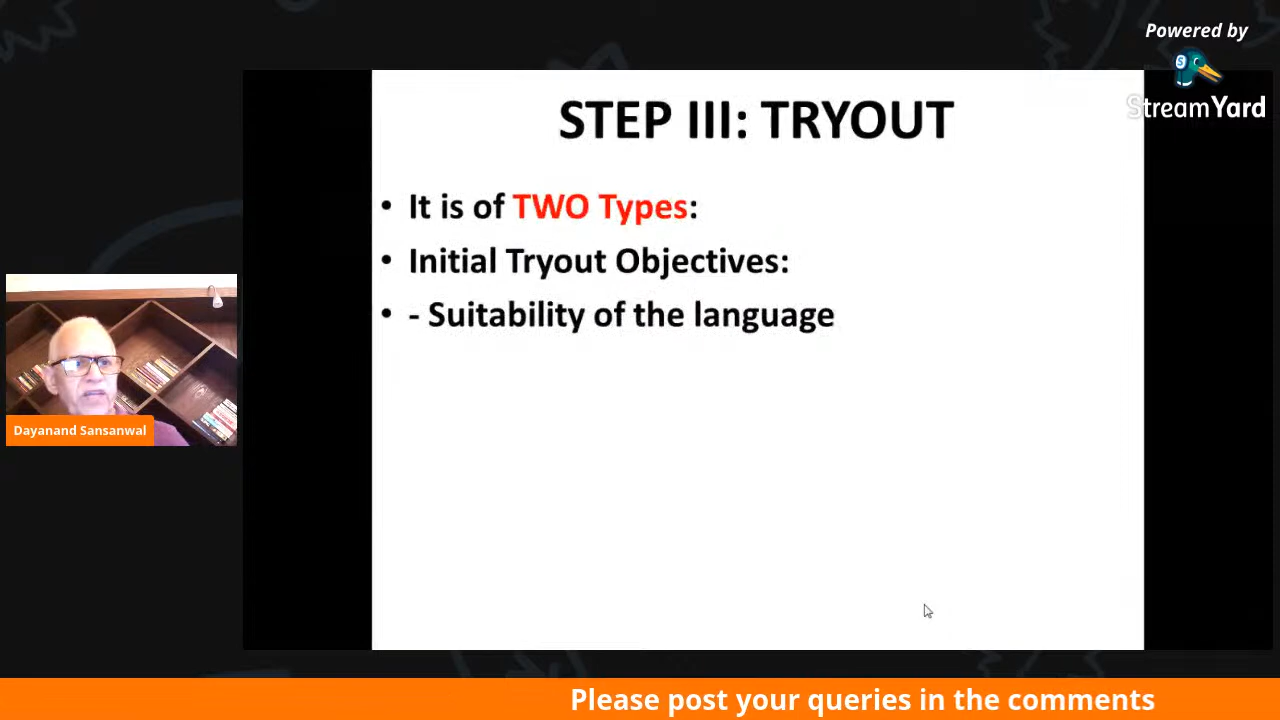 Powered by
StreamYard
STEP III: TRYOUT
• It is of TWO Types:
• Initial Tryout Objectives:
• - Suitability of the language
Dayanand Sansanwal
Please post your queries in the comments